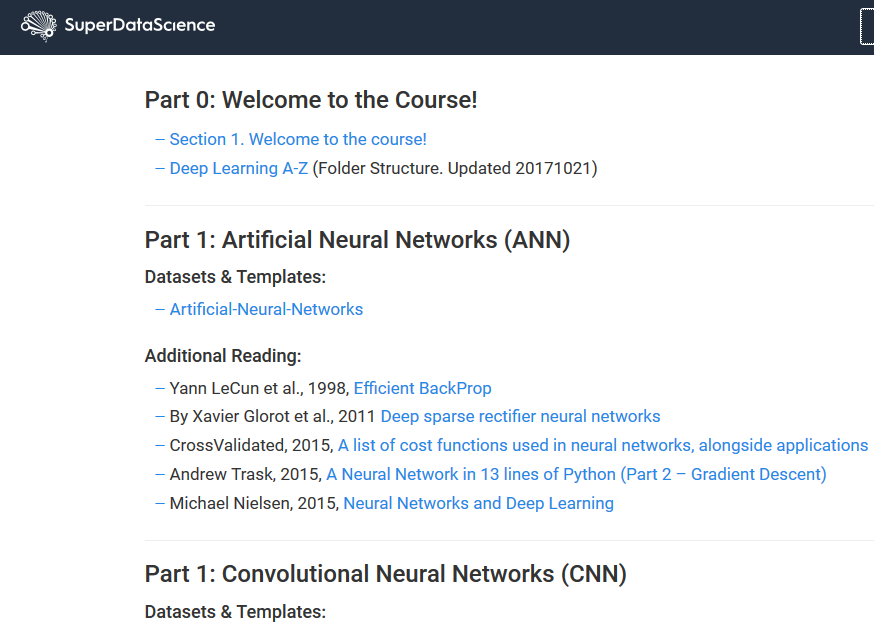 SuperDataScience
Part 0: Welcome to the Course!
– Section 1. Welcome to the course!
– Deep Learning A-Z (Folder Structure. Updated 20171021)
Part 1: Artificial Neural Networks (ANN)
Datasets & Templates:
– Artificial-Neural-Networks
Additional Reading:
– Yann LeCun et al., 1998, Efficient BackProp
– By Xavier Glorot et al., 2011 Deep sparse rectifier neural networks
– CrossValidated, 2015, A list of cost functions used in neural networks, alongside applications
– Andrew Trask, 2015, A Neural Network in 13 lines of Python (Part 2 – Gradient Descent)
– Michael Nielsen, 2015, Neural Networks and Deep Learning
Part 1: Convolutional Neural Networks (CNN)
Datasets & Templates: